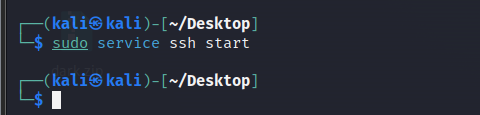 ┌──(kali㉿kali)-[~/Desktop]
└─$ sudo service ssh start
┌──(kali㉿kali)-[~/Desktop]
└─$